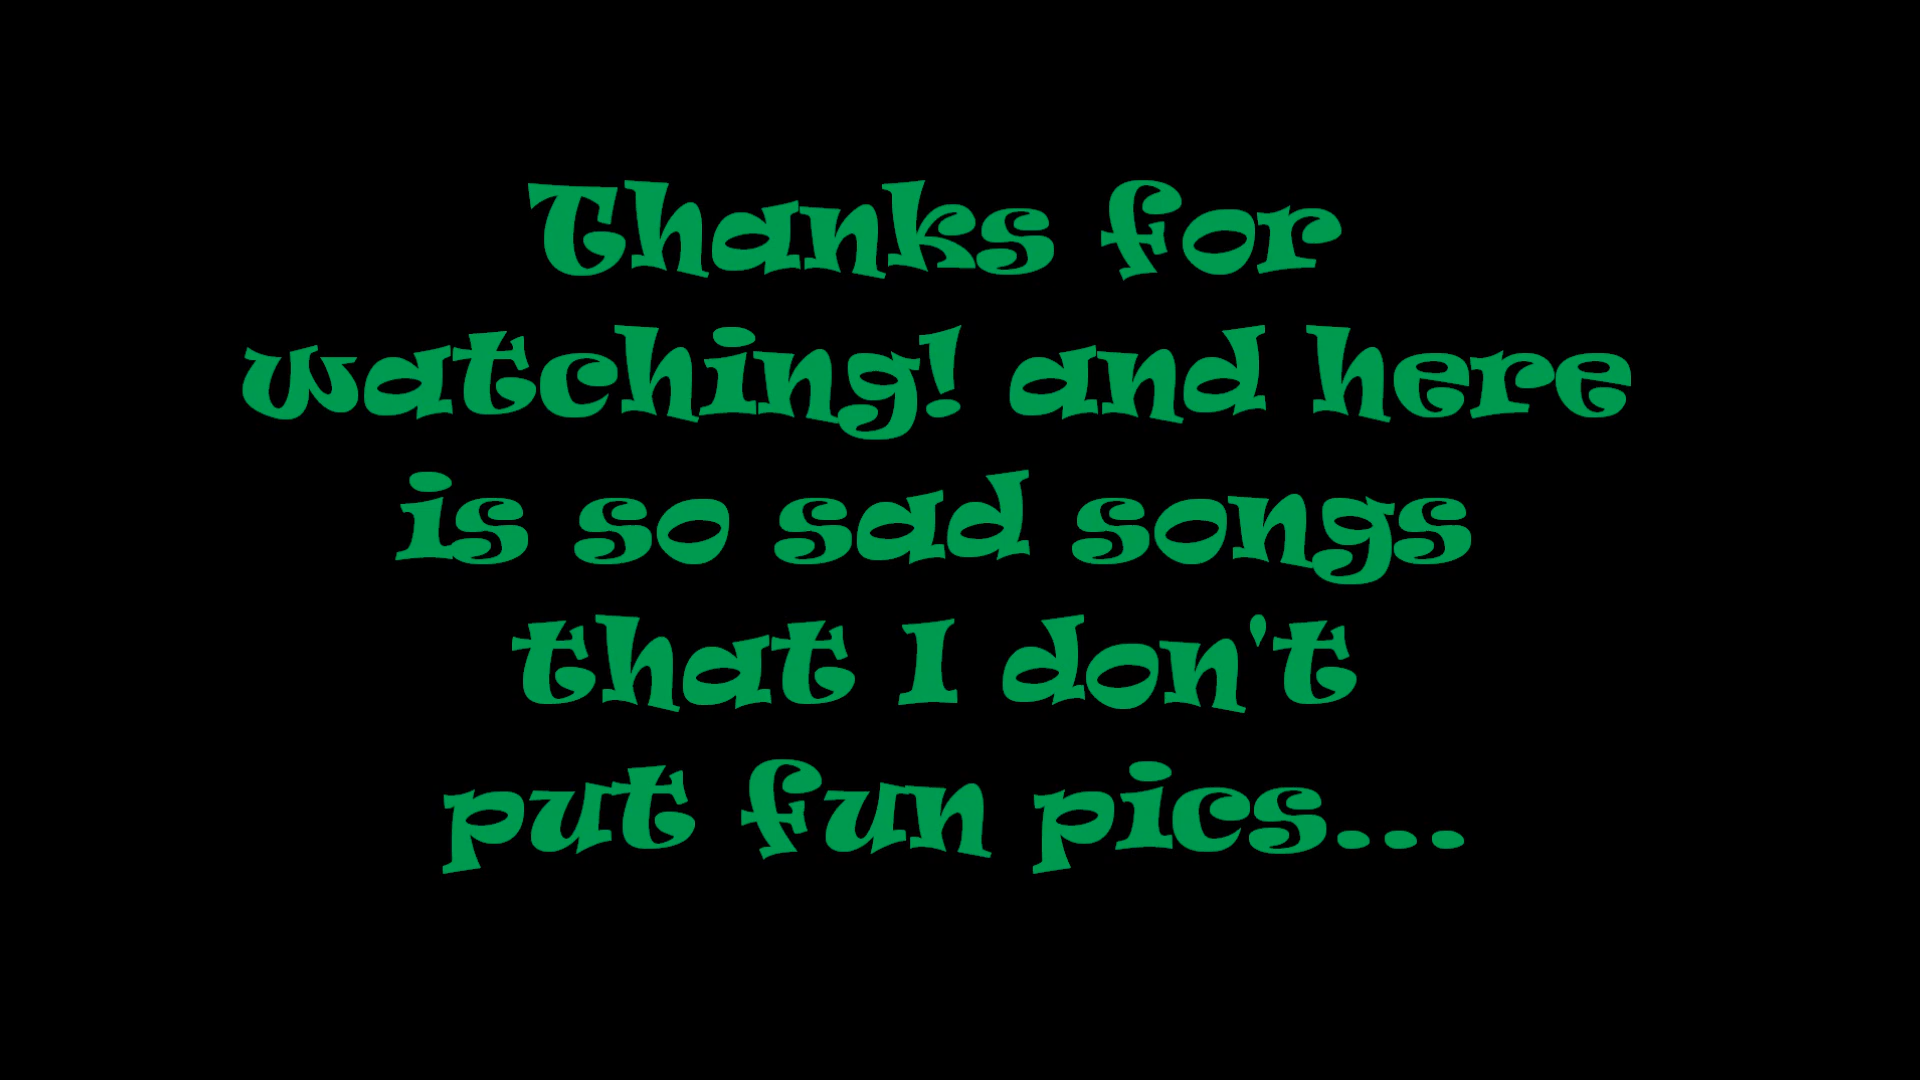 Thanks for
watching! and here
is so sad songs
that I don't
put fun pics...